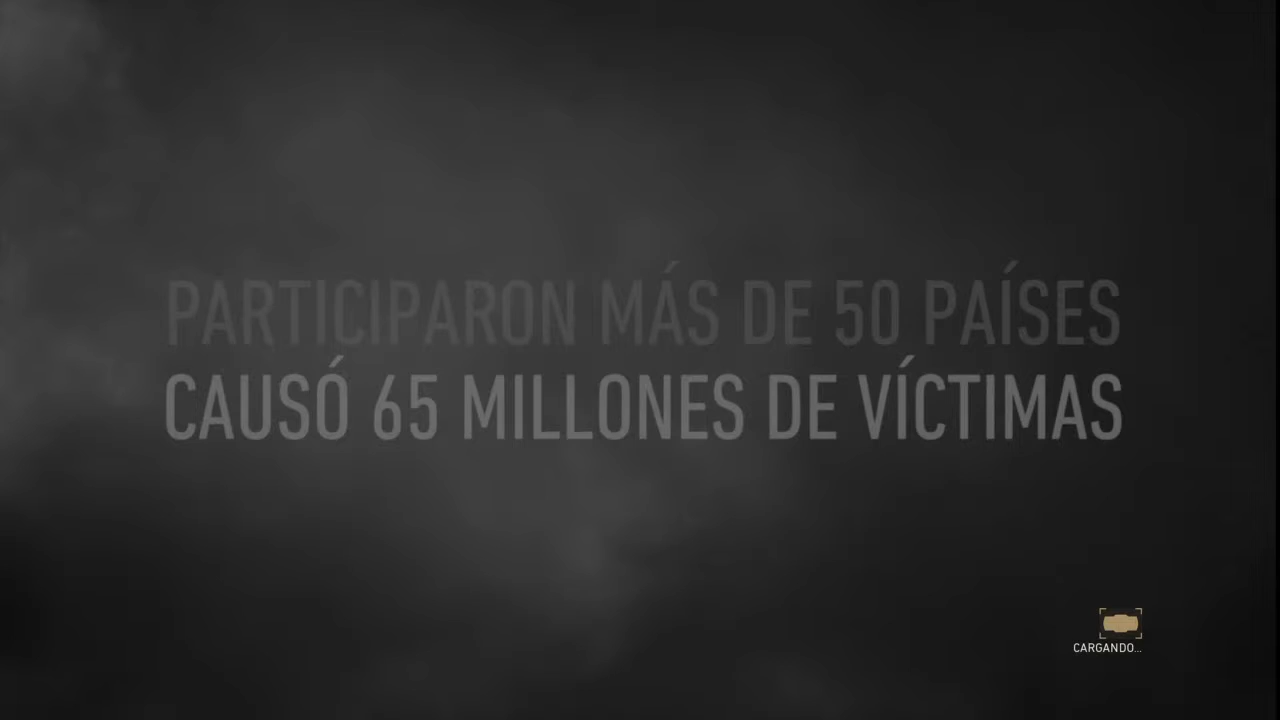 PARTICIPARON MÁS DE 50 PAÍSES
CAUSÓ 65 MILLONES DE VÍCTIMAS
CARGANDO...